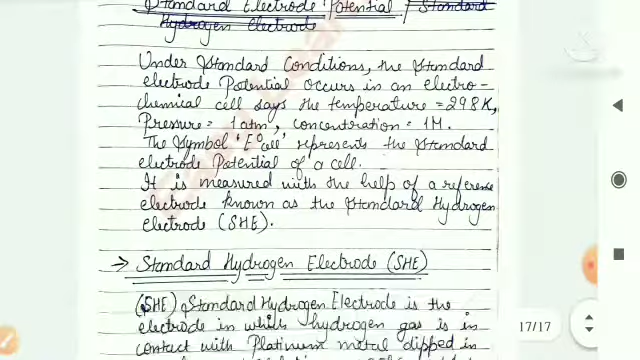 Standard Electrode Potential / Standard
Hydrogen Electrode
Under Standard Conditions, the Standard
electrode Potential occurs in an electro-
chemical cell says the temperature = 298K,
Pressure = 1 atm, concentration = 1M.
The Symbol 'E°cell' represents the Standard
electrode Potential of a cell.
It is measured with the help of a reference
electrode known as the Standard Hydrogen
Electrode (SHE).
→ Standard Hydrogen Electrode (SHE)
(SHE) Standard Hydrogen Electrode is the
electrode in which hydrogen gas is in
contact with Platinum metal dipped in
17/17